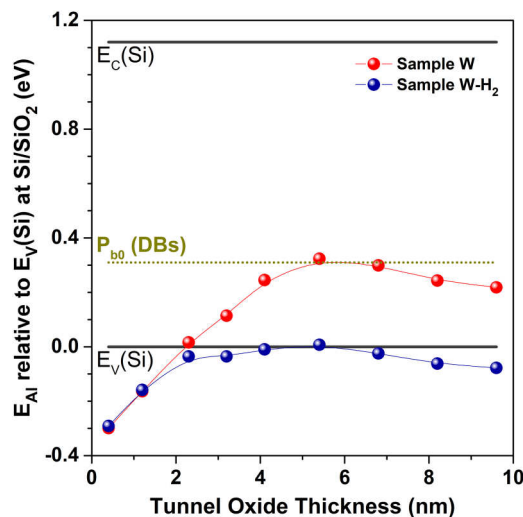 1.2
E_C(Si)
Sample W
Sample W-H₂
0.8
0.4
P_b0 (DBs)
0.0
E_V(Si)
-0.4
0 2 4 6 8 10
Tunnel Oxide Thickness (nm)
E_Al relative to E_V(Si) at Si/SiO₂ (eV)